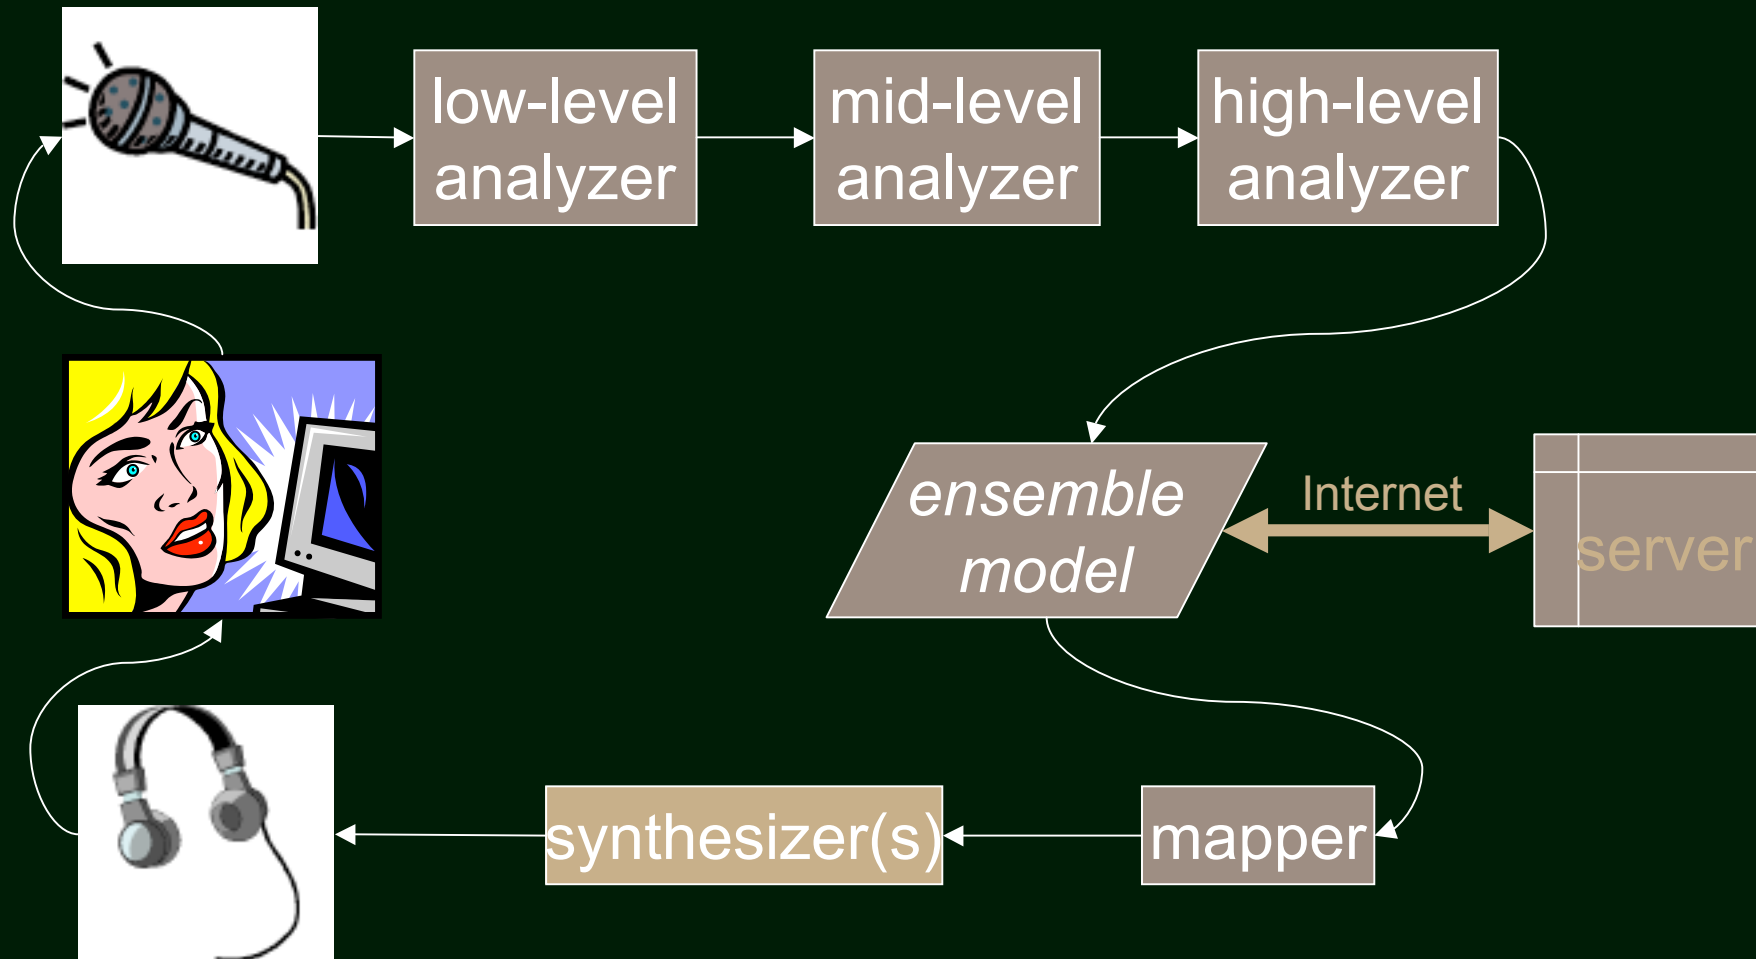 low-level
analyzer
mid-level
analyzer
high-level
analyzer
ensemble
model
Internet
server
synthesizer(s)
mapper